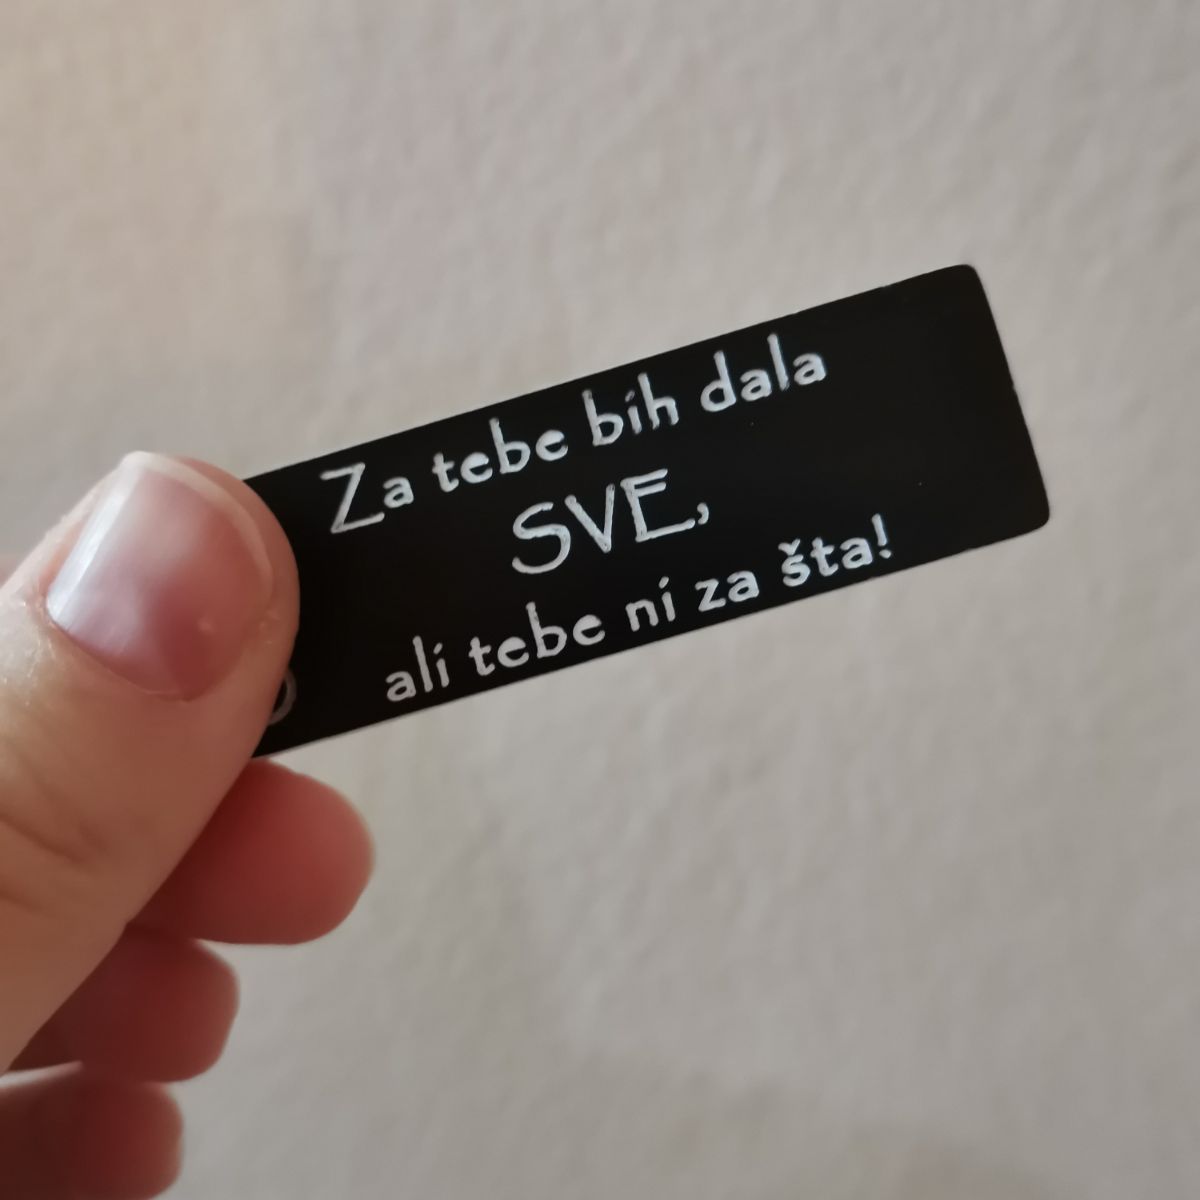 Za tebe bih dala
SVE,
ali tebe ni za šta!